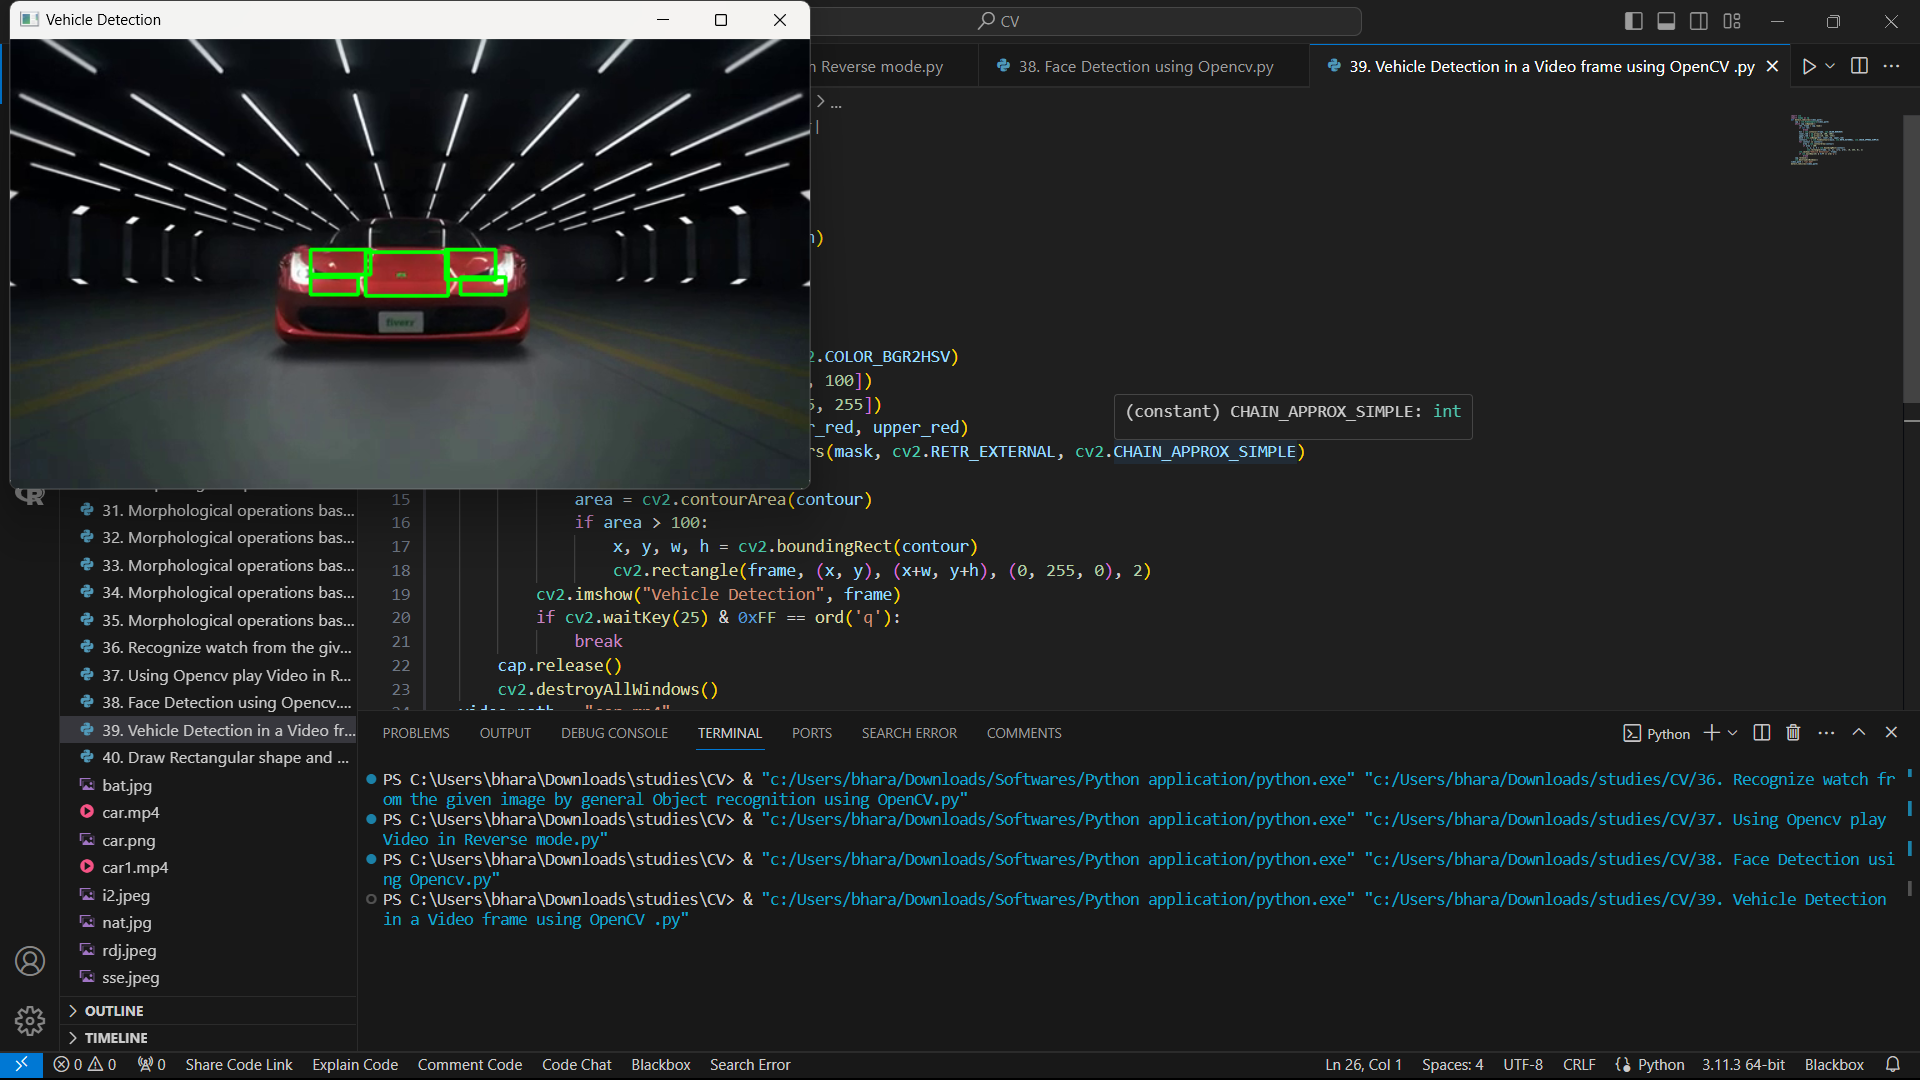 Vehicle Detection
CV
n Reverse mode.py
38. Face Detection using Opencv.py
39. Vehicle Detection in a Video frame using OpenCV .py
...
)
2.COLOR_BGR2HSV)
, 100])
, 255])
r_red, upper_red)
(constant) CHAIN_APPROX_SIMPLE: int
rs(mask, cv2.RETR_EXTERNAL, cv2.CHAIN_APPROX_SIMPLE)
fiverr
15 area = cv2.contourArea(contour)
16 if area > 100:
17 x, y, w, h = cv2.boundingRect(contour)
18 cv2.rectangle(frame, (x, y), (x+w, y+h), (0, 255, 0), 2)
19 cv2.imshow("Vehicle Detection", frame)
20 if cv2.waitKey(25) & 0xFF == ord('q'):
21 break
22 cap.release()
23 cv2.destroyAllWindows()
31. Morphological operations bas...
32. Morphological operations bas...
33. Morphological operations bas...
34. Morphological operations bas...
35. Morphological operations bas...
36. Recognize watch from the giv...
37. Using Opencv play Video in R...
38. Face Detection using Opencv....
39. Vehicle Detection in a Video fr...
40. Draw Rectangular shape and ...
bat.jpg
car.mp4
car.png
car1.mp4
i2.jpeg
nat.jpg
rdj.jpeg
sse.jpeg
OUTLINE
TIMELINE
PROBLEMS OUTPUT DEBUG CONSOLE TERMINAL PORTS SEARCH ERROR COMMENTS
Python
PS C:\Users\bhara\Downloads\studies\CV> & "c:/Users/bhara/Downloads/Softwares/Python application/python.exe" "c:/Users/bhara/Downloads/studies/CV/36. Recognize watch fr
om the given image by general Object recognition using OpenCV.py"
PS C:\Users\bhara\Downloads\studies\CV> & "c:/Users/bhara/Downloads/Softwares/Python application/python.exe" "c:/Users/bhara/Downloads/studies/CV/37. Using Opencv play
Video in Reverse mode.py"
PS C:\Users\bhara\Downloads\studies\CV> & "c:/Users/bhara/Downloads/Softwares/Python application/python.exe" "c:/Users/bhara/Downloads/studies/CV/38. Face Detection usi
ng Opencv.py"
PS C:\Users\bhara\Downloads\studies\CV> & "c:/Users/bhara/Downloads/Softwares/Python application/python.exe" "c:/Users/bhara/Downloads/studies/CV/39. Vehicle Detection
in a Video frame using OpenCV .py"
0 0 0 Share Code Link Explain Code Comment Code Code Chat Blackbox Search Error Ln 26, Col 1 Spaces: 4 UTF-8 CRLF Python 3.11.3 64-bit Blackbox